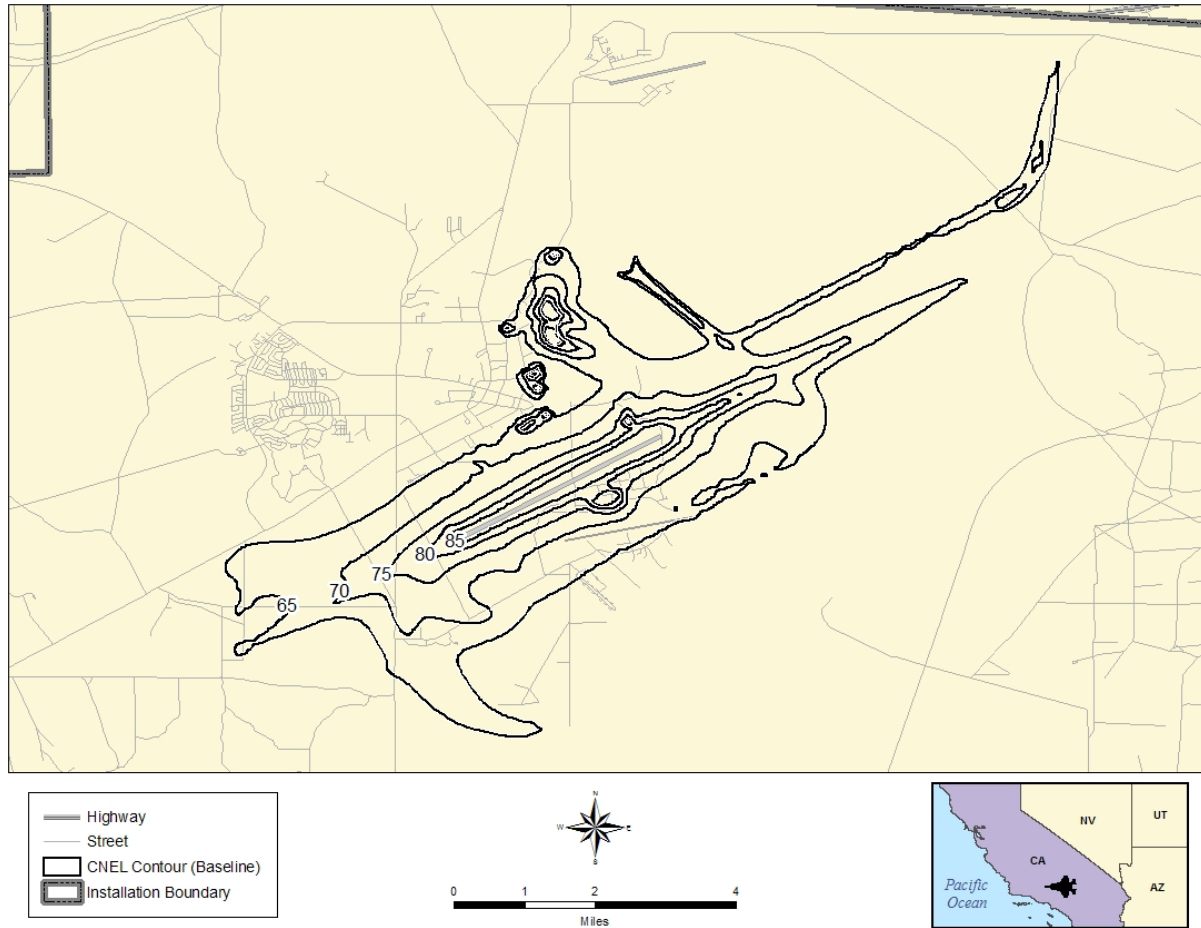 85
80
75
70
65
Highway
Street
CNEL Contour (Baseline)
Installation Boundary
N
W
E
S
0 1 2 4
Miles
NV
UT
CA
AZ
Pacific
Ocean